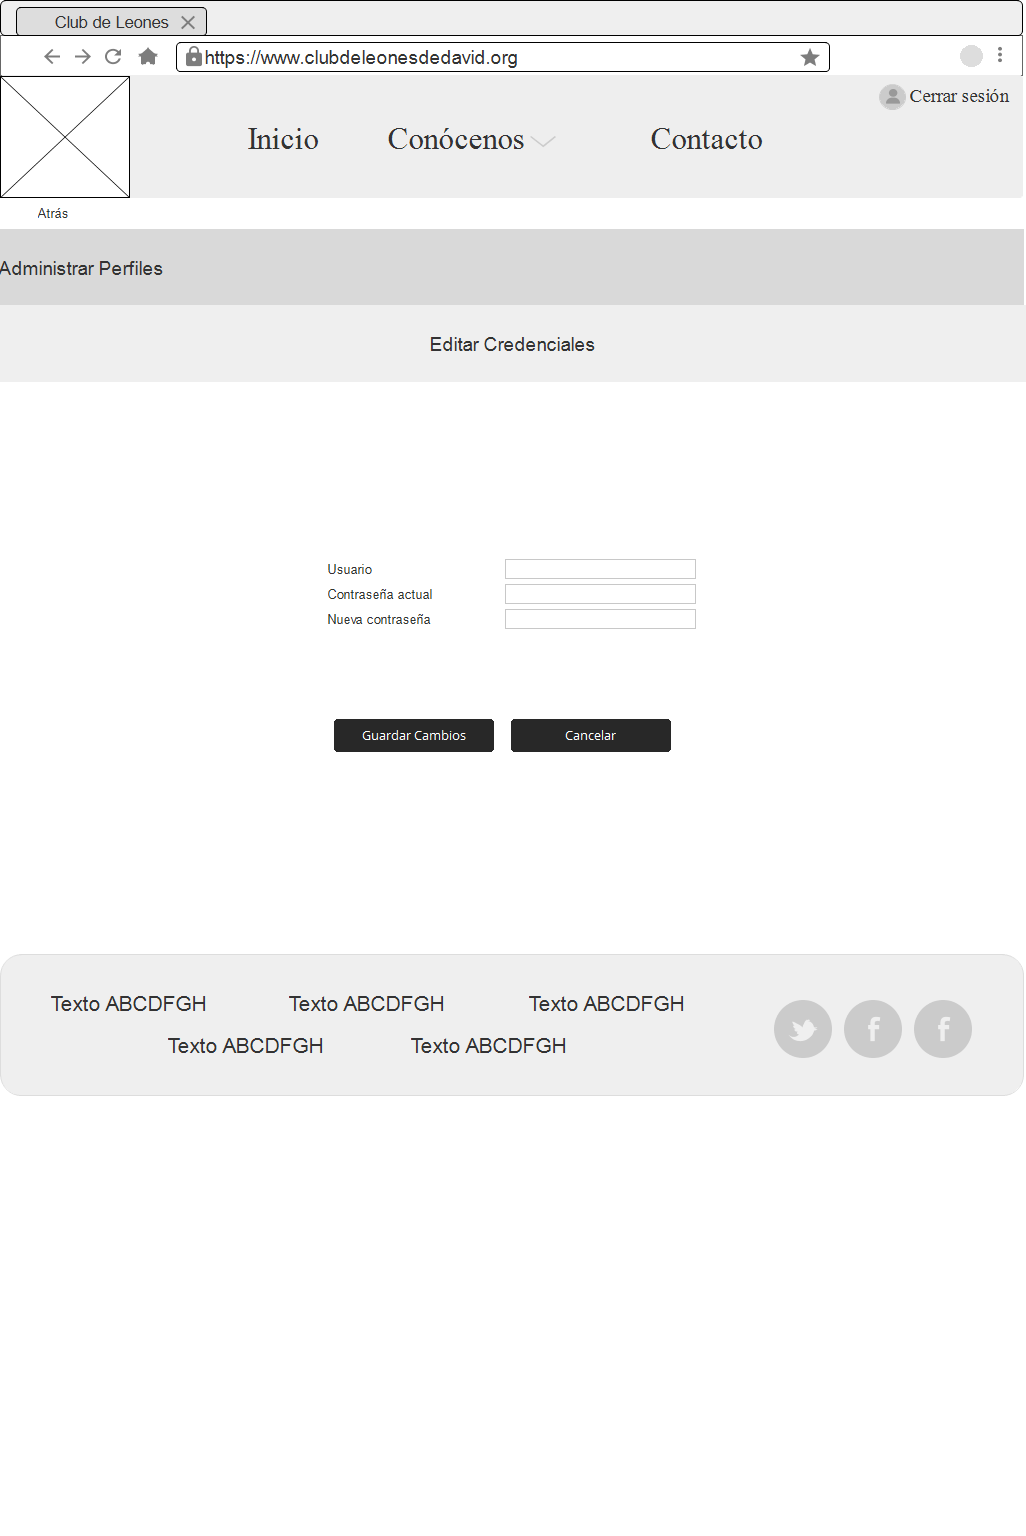 Club de Leones
https://www.clubdeleonesdedavid.org
Cerrar sesión
Inicio Conócenos Contacto
Atrás
Administrar Perfiles
Editar Credenciales
Usuario
Contraseña actual
Nueva contraseña
Guardar Cambios Cancelar
Texto ABCDFGH Texto ABCDFGH Texto ABCDFGH
Texto ABCDFGH Texto ABCDFGH